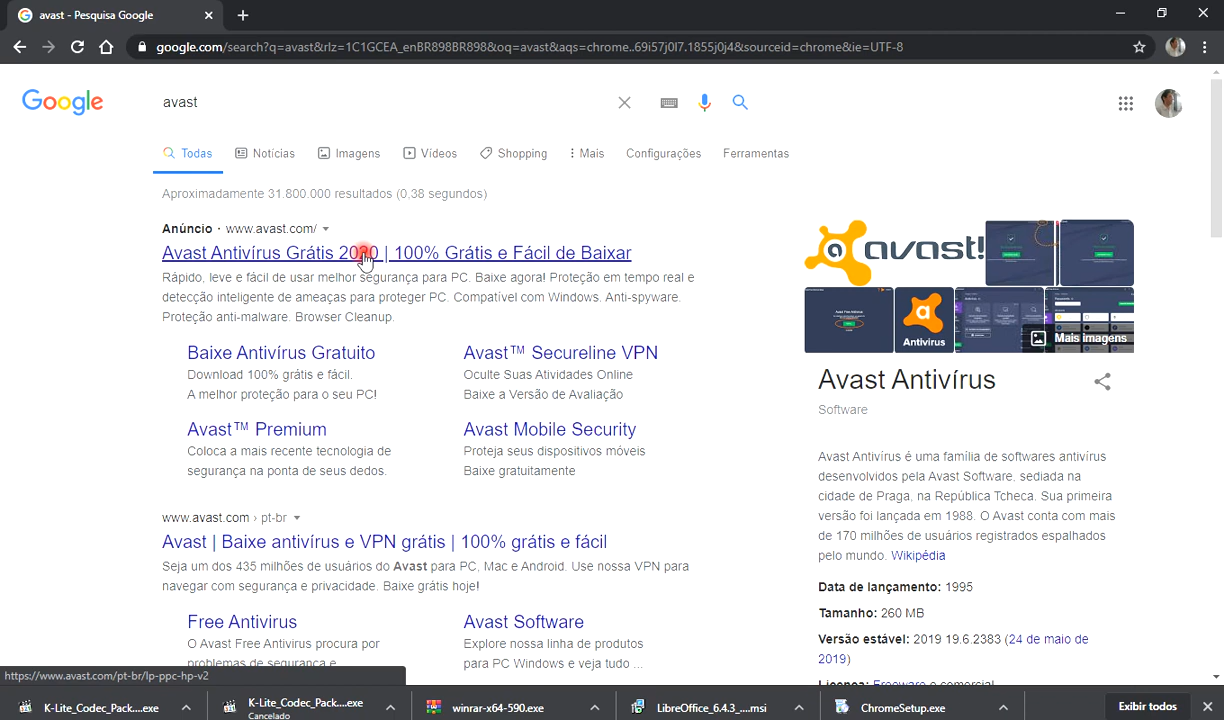 avast - Pesquisa Google
google.com/search?q=avast&rlz=1C1GCEA_enBR898BR898&oq=avast&aqs=chrome..69i57j0l7.1855j0j4&sourceid=chrome&ie=UTF-8
Google
avast
Todas
Notícias
Imagens
Vídeos
Shopping
Mais
Configurações
Ferramentas
Aproximadamente 31.800.000 resultados (0,38 segundos)
Anúncio · www.avast.com/
Avast Antivírus Grátis 2020 | 100% Grátis e Fácil de Baixar
Rápido, leve e fácil de usar melhor segurança para PC. Baixe agora! Proteção em tempo real e
detecção inteligente de ameaças para proteger PC. Compatível com Windows. Anti-spyware.
Proteção anti-malware. Browser Cleanup.
Baixe Antivírus Gratuito
Download 100% grátis e fácil.
A melhor proteção para o seu PC!
Avast™ Secureline VPN
Oculte Suas Atividades Online
Baixe a Versão de Avaliação
Avast™ Premium
Coloca a mais recente tecnologia de
segurança na ponta de seus dedos.
Avast Mobile Security
Proteja seus dispositivos móveis
Baixe gratuitamente
www.avast.com › pt-br
Avast | Baixe antivírus e VPN grátis | 100% grátis e fácil
Seja um dos 435 milhões de usuários do Avast para PC, Mac e Android. Use nossa VPN para
navegar com segurança e privacidade. Baixe grátis hoje!
Free Antivirus
O Avast Free Antivirus procura por
problemas de segurança e
Avast Software
Explore nossa linha de produtos
para PC Windows e veja tudo ...
avast!
Antivirus
Mais imagens
Avast Antivírus
Software
Avast Antivírus é uma família de softwares antivírus
desenvolvidos pela Avast Software, sediada na
cidade de Praga, na República Tcheca. Sua primeira
versão foi lançada em 1988. O Avast conta com mais
de 170 milhões de usuários registrados espalhados
pelo mundo. Wikipédia
Data de lançamento: 1995
Tamanho: 260 MB
Versão estável: 2019 19.6.2383 (24 de maio de
2019)
Licença: Freeware e comercial
https://www.avast.com/pt-br/lp-ppc-hp-v2
K-Lite_Codec_Pack....exe
K-Lite_Codec_Pack....exe
Cancelado
winrar-x64-590.exe
LibreOffice_6.4.3_....msi
ChromeSetup.exe
Exibir todos